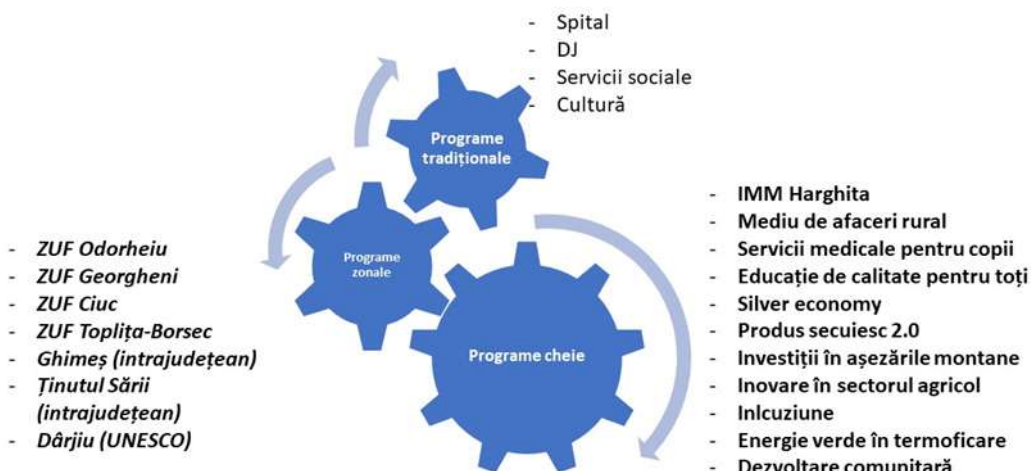 - Spital
- DJ
- Servicii sociale
- Cultură
Programe
tradiționale
Programe
zonale
- ZUF Odorheiu
- ZUF Georgheni
- ZUF Ciuc
- ZUF Toplița-Borsec
- Ghimeș (intrajudețean)
- Ținutul Sării
(intrajudețean)
- Dârjiu (UNESCO)
Programe cheie
- IMM Harghita
- Mediu de afaceri rural
- Servicii medicale pentru copii
- Educație de calitate pentru toți
- Silver economy
- Produs secuiesc 2.0
- Investiții în așezările montane
- Inovare în sectorul agricol
- Inlcuziune
- Energie verde în termoficare
- Dezvoltare comunitară